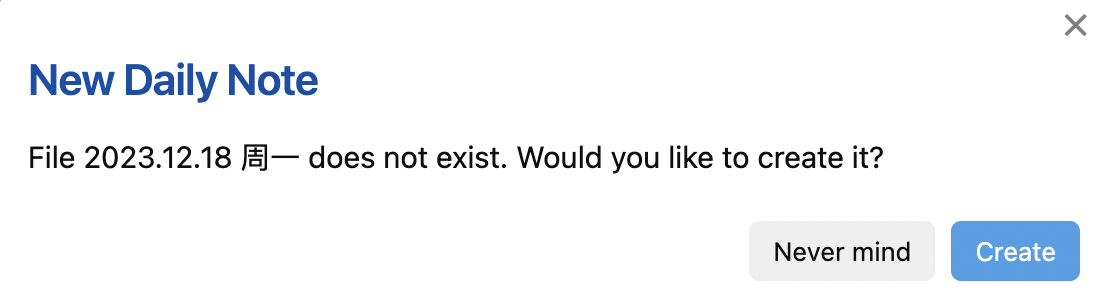 New Daily Note
File 2023.12.18 周一 does not exist. Would you like to create it?
Never mind
Create